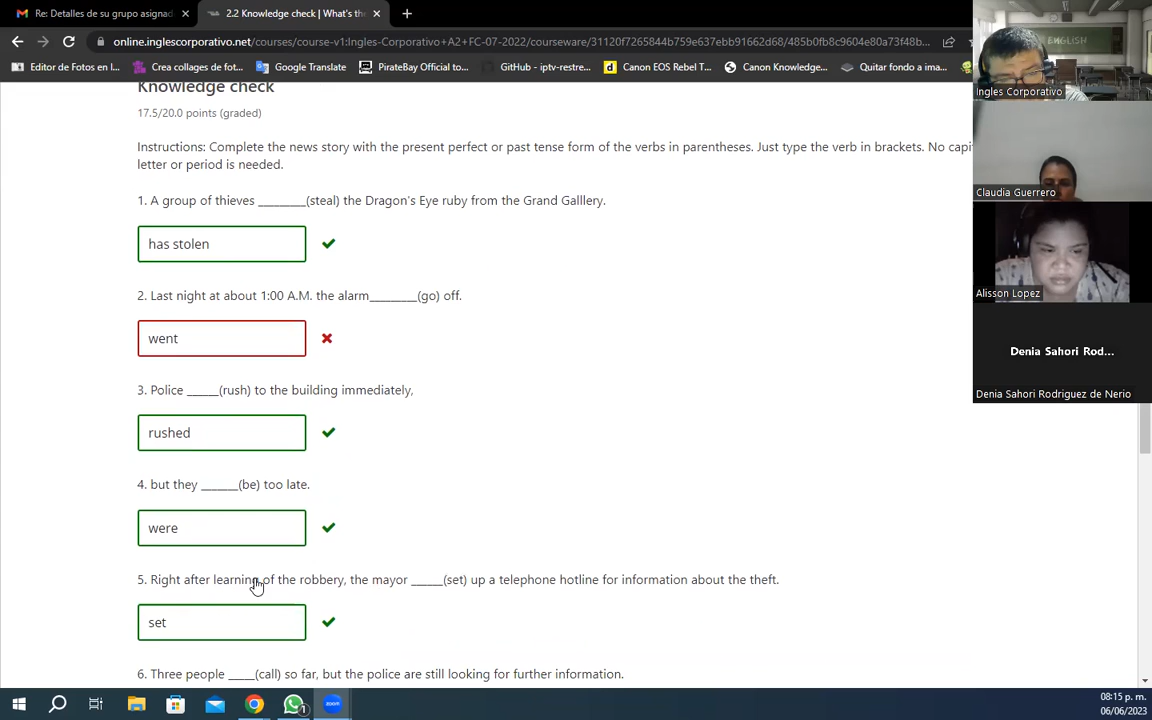 Re: Detalles de su grupo asignad
2.2 Knowledge check | What's the
online.inglescorporativo.net/courses/course-v1:Ingles-Corporativo+A2+FC-07-2022/courseware/31120f7265844b759e637ebb91662d68/485b0fb8c9604e80a73f48b...
Editor de Fotos en l...
Crea collages de fot...
Google Translate
PirateBay Official to...
GitHub - iptv-restre...
Canon EOS Rebel T...
Canon Knowledge...
Quitar fondo a ima...
ENGLISH
Ingles Corporativo
Claudia Guerrero
Alisson Lopez
Denia Sahori Rod...
Denia Sahori Rodriguez de Nerio
Knowledge check
17.5/20.0 points (graded)
Instructions: Complete the news story with the present perfect or past tense form of the verbs in parentheses. Just type the verb in brackets. No capi
letter or period is needed.
1. A group of thieves ________(steal) the Dragon's Eye ruby from the Grand Galllery.
has stolen
2. Last night at about 1:00 A.M. the alarm________(go) off.
went
3. Police _____(rush) to the building immediately,
rushed
4. but they ______(be) too late.
were
5. Right after learning of the robbery, the mayor _____(set) up a telephone hotline for information about the theft.
set
6. Three people ____(call) so far, but the police are still looking for further information.
1
zoom
08:15 p. m.
06/06/2023